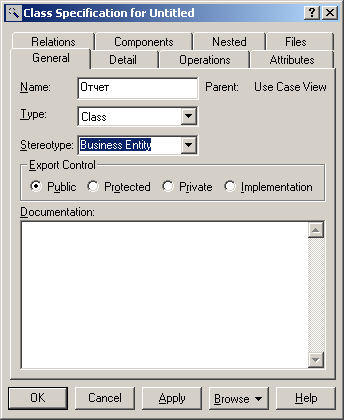 Class Specification for Untitled
Relations Components Nested Files
General Detail Operations Attributes
Name: Отчет Parent: Use Case View
Type: Class
Stereotype: Business Entity
Export Control
Public Protected Private Implementation
Documentation:
OK Cancel Apply Browse Help